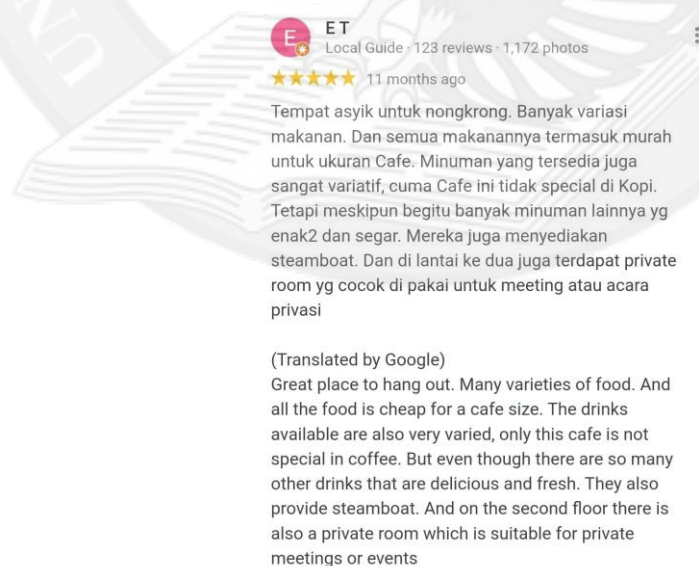 E T
Local Guide · 123 reviews · 1,172 photos
11 months ago
Tempat asyik untuk nongkrong. Banyak variasi
makanan. Dan semua makanannya termasuk murah
untuk ukuran Cafe. Minuman yang tersedia juga
sangat variatif, cuma Cafe ini tidak special di Kopi.
Tetapi meskipun begitu banyak minuman lainnya yg
enak2 dan segar. Mereka juga menyediakan
steamboat. Dan di lantai ke dua juga terdapat private
room yg cocok di pakai untuk meeting atau acara
privasi
(Translated by Google)
Great place to hang out. Many varieties of food. And
all the food is cheap for a cafe size. The drinks
available are also very varied, only this cafe is not
special in coffee. But even though there are so many
other drinks that are delicious and fresh. They also
provide steamboat. And on the second floor there is
also a private room which is suitable for private
meetings or events